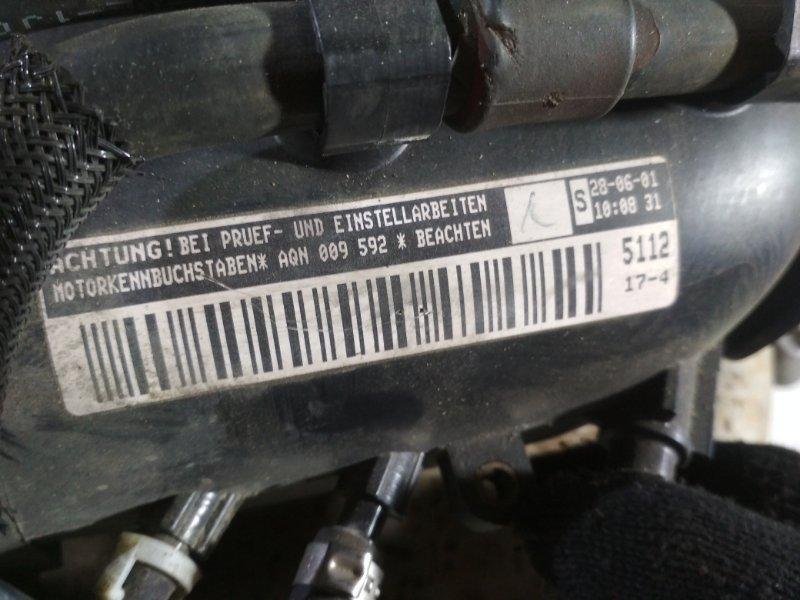 ACHTUNG! BEI PRUEF- UND EINSTELLARBEITEN
MOTORKENNBUCHSTABEN* AQN 009 592 * BEACHTEN
S
28-06-01
10:08 31
5112
17-4